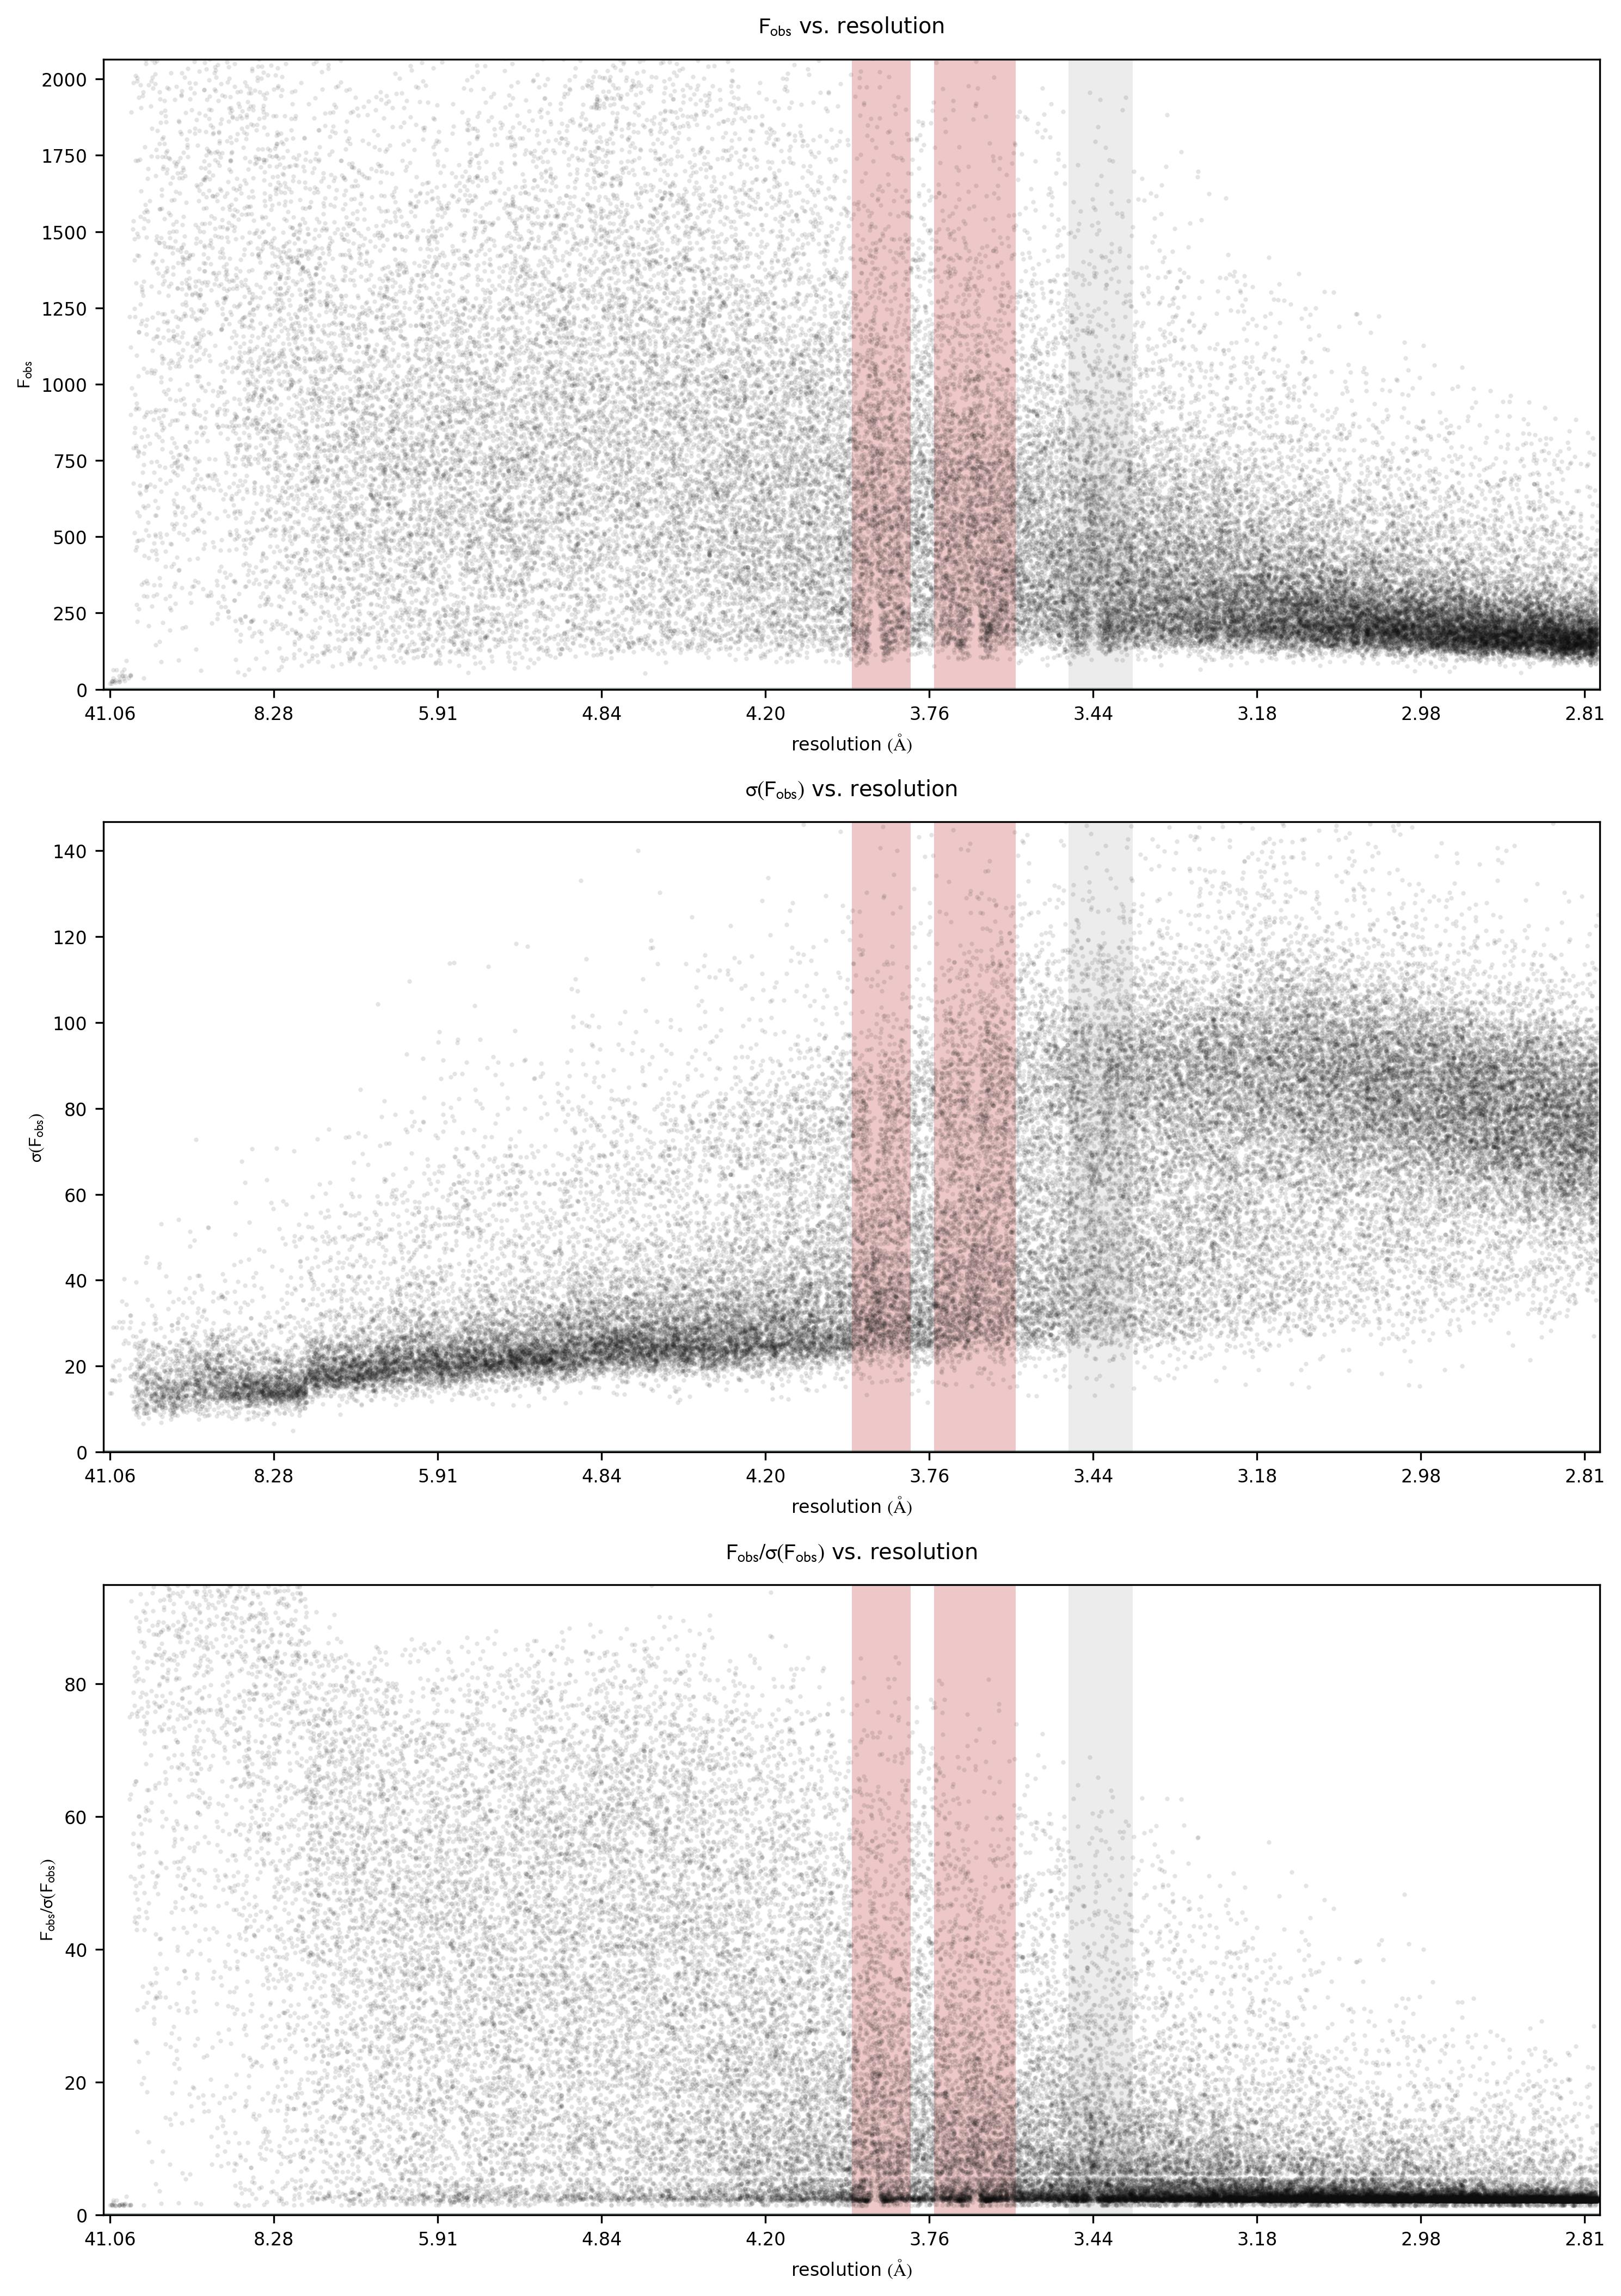 Fobs vs. resolution
2000
1750
1500
1250
1000
750
500
250
0
Fobs
41.06 8.28 5.91 4.84 4.20 3.76 3.44 3.18 2.98 2.81
resolution (Å)
σ(Fobs) vs. resolution
140
120
100
80
60
40
20
0
σ(Fobs)
41.06 8.28 5.91 4.84 4.20 3.76 3.44 3.18 2.98 2.81
resolution (Å)
Fobs/σ(Fobs) vs. resolution
80
60
40
20
0
Fobs/σ(Fobs)
41.06 8.28 5.91 4.84 4.20 3.76 3.44 3.18 2.98 2.81
resolution (Å)